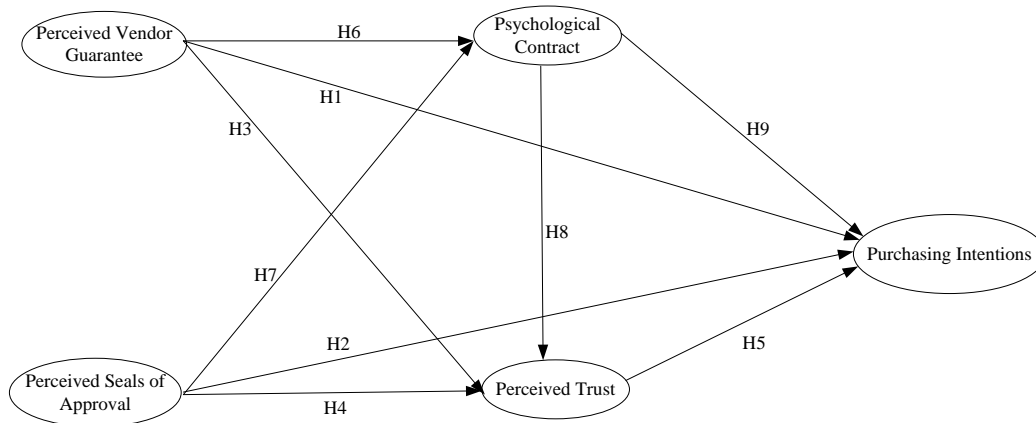 Perceived Vendor
Guarantee
H6
Psychological
Contract
H1
H3
H9
H8
Purchasing Intentions
H7
H2
H5
Perceived Seals of
Approval
H4
Perceived Trust